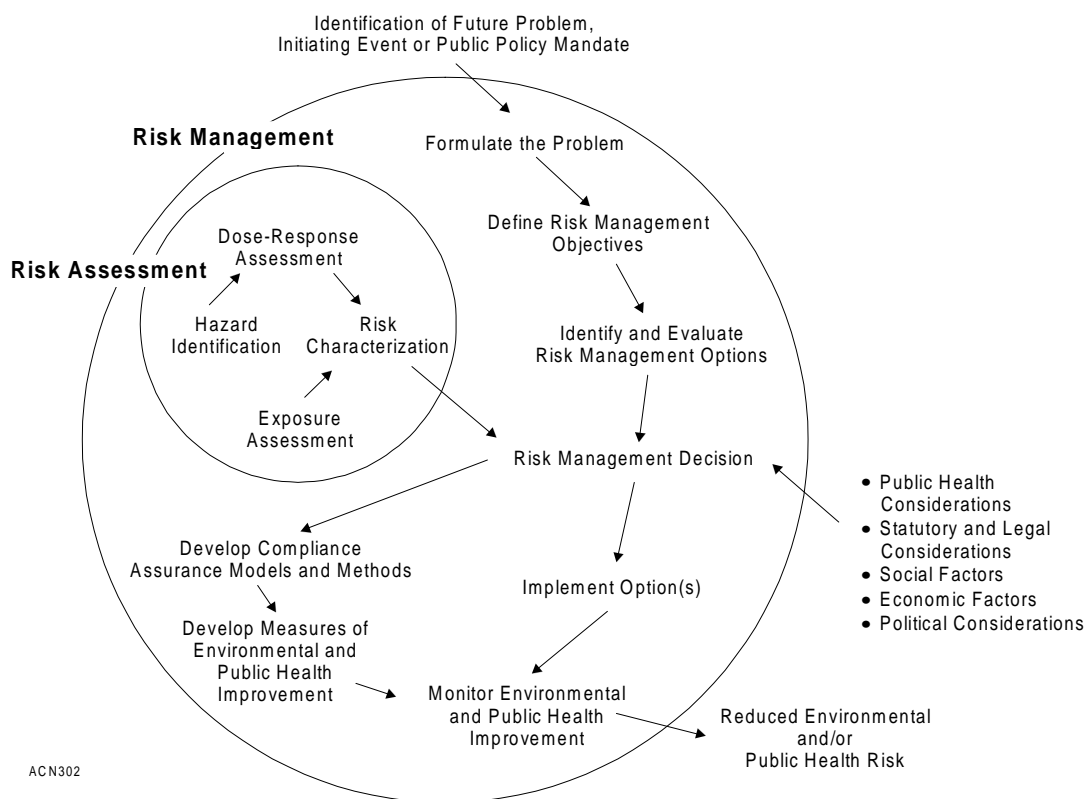 Identification of Future Problem,
Initiating Event or Public Policy Mandate
Risk Management
Formulate the Problem
Define Risk Management
Objectives
Dose-Response
Assessment
Risk Assessment
Hazard
Identification
Risk
Characterization
Identify and Evaluate
Risk Management Options
Exposure
Assessment
Risk Management Decision
• Public Health
Considerations
• Statutory and Legal
Considerations
• Social Factors
• Economic Factors
• Political Considerations
Develop Compliance
Assurance Models and Methods
Implement Option(s)
Develop Measures of
Environmental and
Public Health
Improvement
Monitor Environmental
and Public Health
Improvement
Reduced Environmental
and/or
Public Health Risk
ACN302